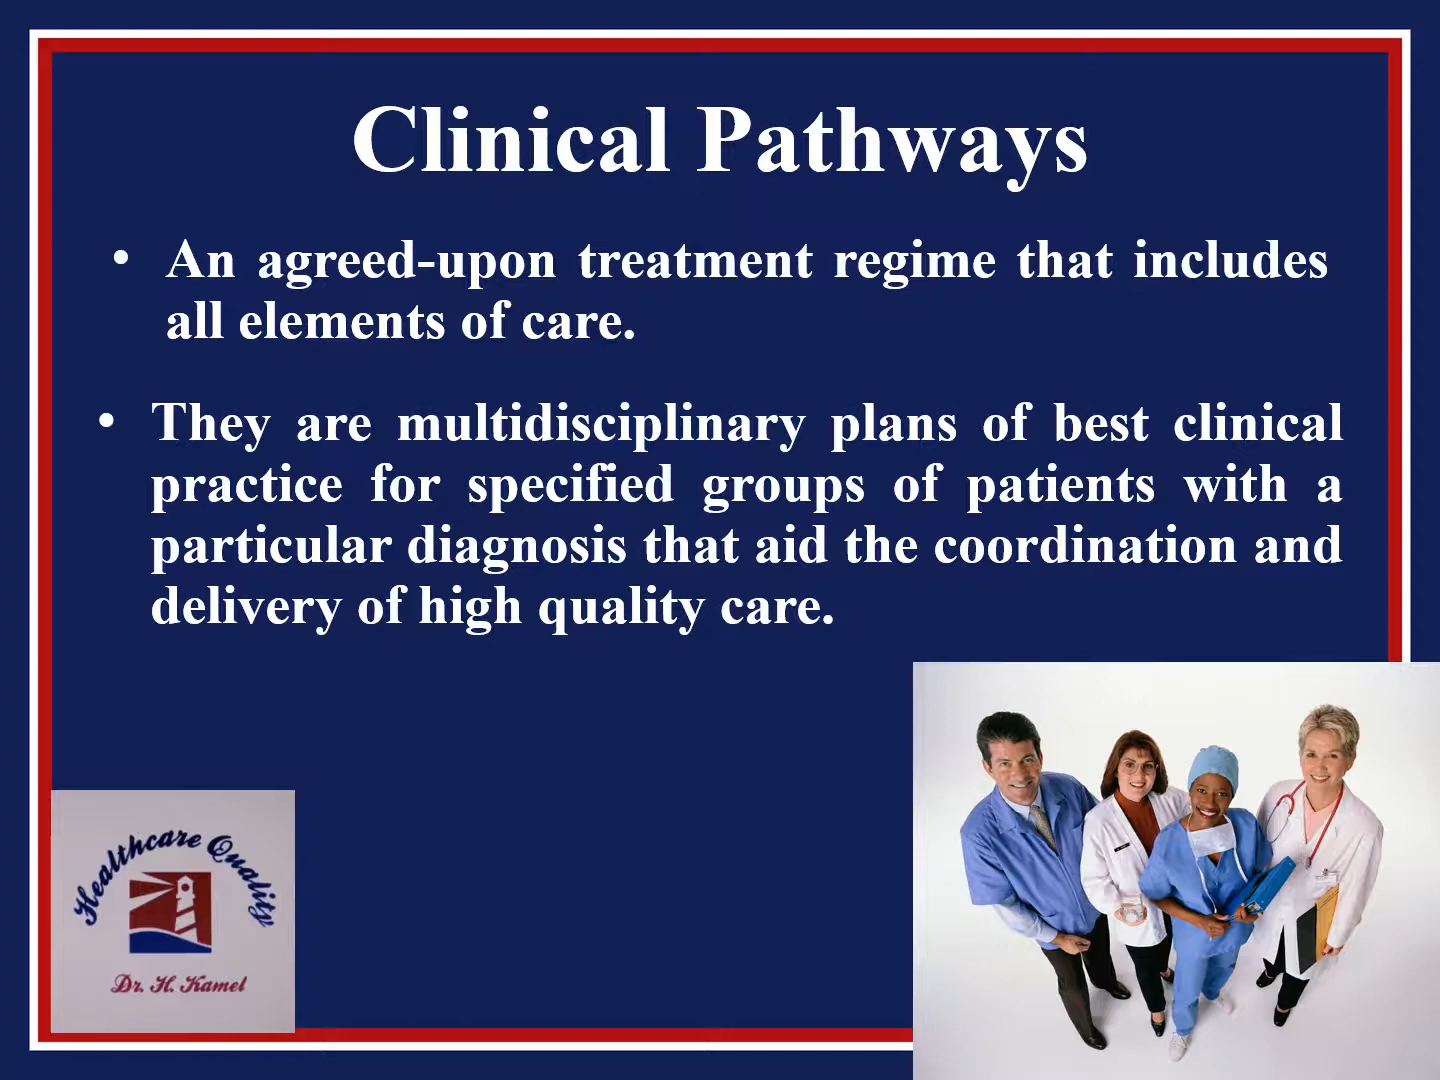 Clinical Pathways
• An agreed-upon treatment regime that includes
all elements of care.
• They are multidisciplinary plans of best clinical
practice for specified groups of patients with a
particular diagnosis that aid the coordination and
delivery of high quality care.
Healthcare Quality
Dr. H. Kamel